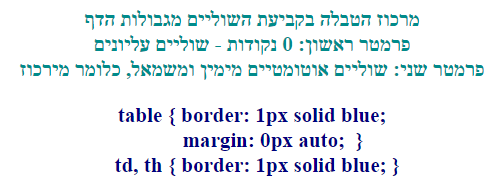 מרכוז הטבלה בקביעת השוליים מגבולות הדף
פרמטר ראשון: 0 נקודות - שוליים עליונים
פרמטר שני: שוליים אוטומטיים מימין ומשמאל, כלומר מירכוז
table { border: 1px solid blue;
margin: 0px auto; }
td, th { border: 1px solid blue; }